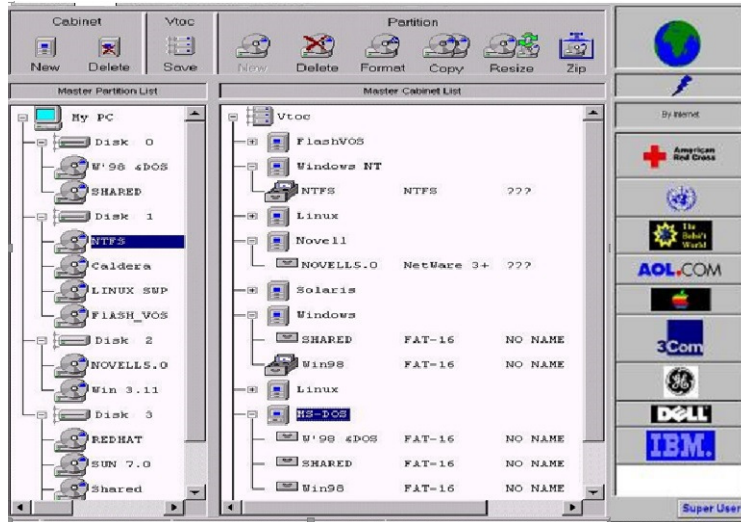 Cabinet
Vtoc
Partition
New
Delete
Save
New
Delete
Format
Copy
Resize
Zip
Master Partition List
Master Cabinet List
My PC
Disk 0
W'98 &DOS
SHARED
Disk 1
NTFS
Caldera
LINUX SWP
FlASH_VOS
Disk 2
NOVELL5.0
Win 3.11
Disk 3
REDHAT
SUN 7.0
Shared
Vtoc
FlashVOS
Windows NT
NTFS NTFS ???
Linux
Novell
NOVELL5.0 NetWare 3+ ???
Solaris
Windows
SHARED FAT-16 NO NAME
Win98 FAT-16 NO NAME
Linux
MS-DOS
W'98 &DOS FAT-16 NO NAME
SHARED FAT-16 NO NAME
Win98 FAT-16 NO NAME
By Internet
American
Red Cross
The
World
AOL.COM
3Com
GE
DELL
IBM.
Super User